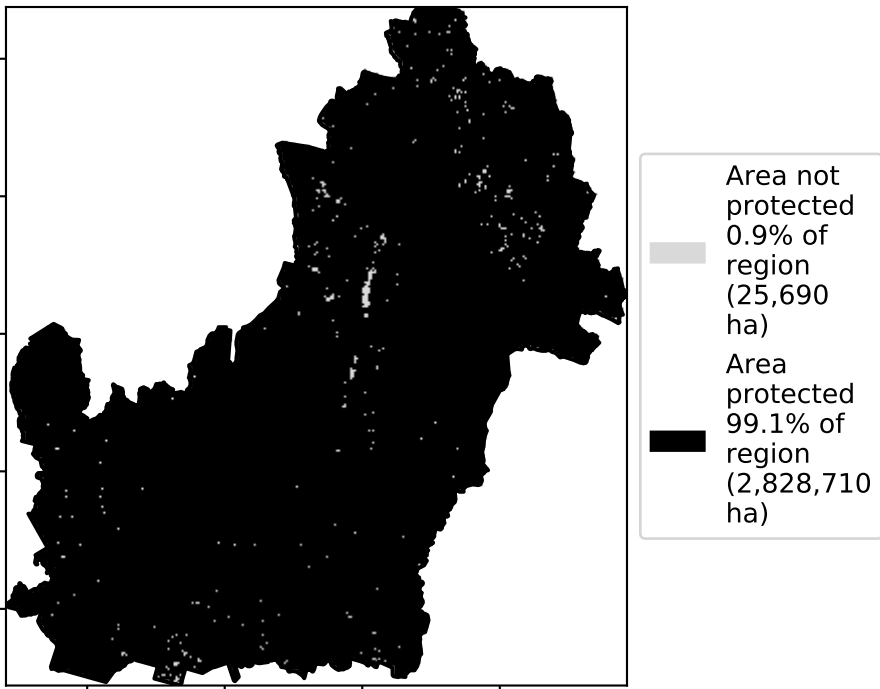 Area not
protected
0.9% of
region
(25,690
ha)
Area
protected
99.1% of
region
(2,828,710
ha)